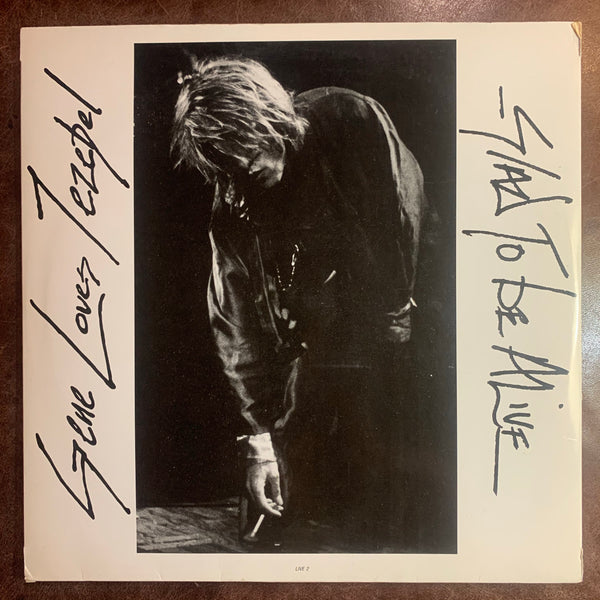 Gene Loves Jezebel
Glad To Be Alive
LIVE 2